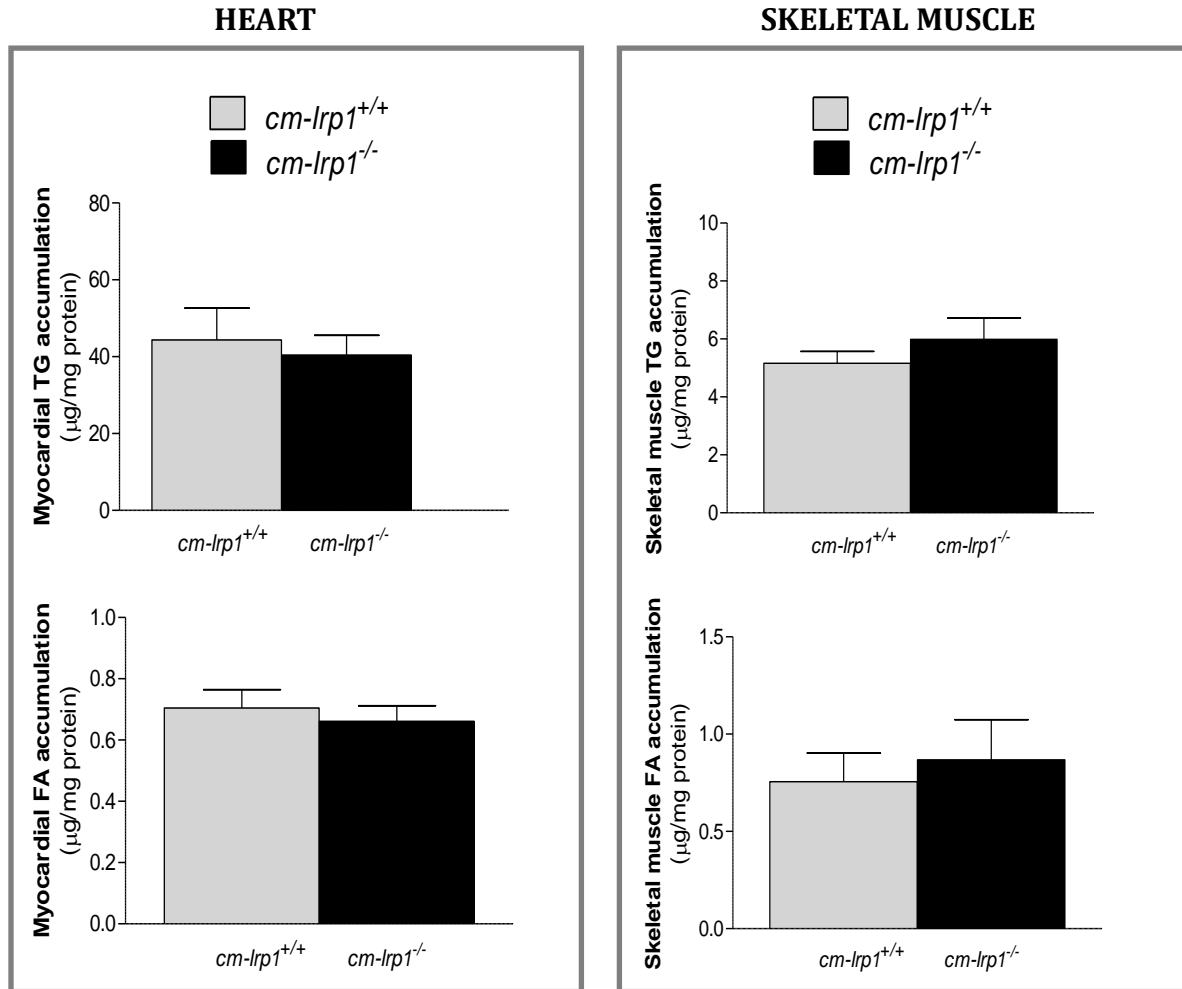 HEART
cm-lrp1+/+
cm-lrp1-/-
Myocardial TG accumulation
(μg/mg protein)
80
60
40
20
0
cm-lrp1+/+ cm-lrp1-/-
Myocardial FA accumulation
(μg/mg protein)
1.0
0.8
0.6
0.4
0.2
0.0
cm-lrp1+/+ cm-lrp1-/-
SKELETAL MUSCLE
cm-lrp1+/+
cm-lrp1-/-
Skeletal muscle TG accumulation
(μg/mg protein)
10
8
6
4
2
0
cm-lrp1+/+ cm-lrp1-/-
Skeletal muscle FA accumulation
(μg/mg protein)
1.5
1.0
0.5
0.0
cm-lrp1+/+ cm-lrp1-/-